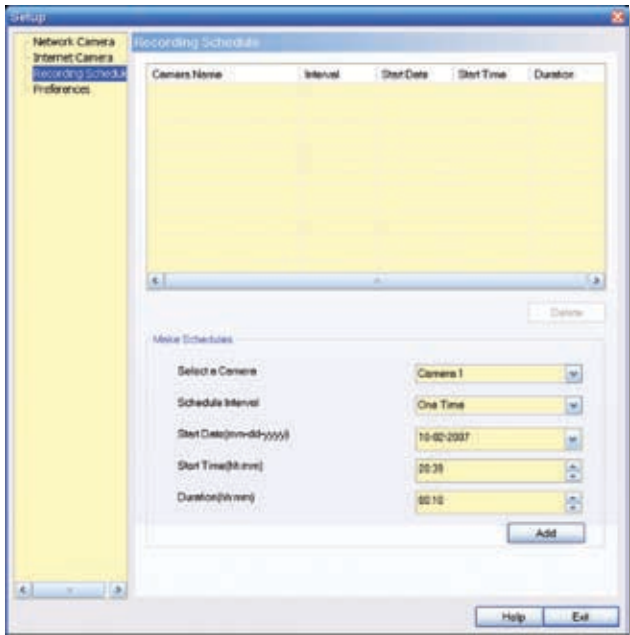 Setup
Network Camera
Internet Camera
Recording Schedule
Preferences
Recording Schedule
Camera Name Interval Start Date Start Time Duration
Delete
Make Schedules
Select a Camera Camera 1
Schedule Interval One Time
Start Date(mm-dd-yyyy) 10-02-2007
Start Time(hh:mm) 20:35
Duration(hh:mm) 00:10
Add
Help Exit